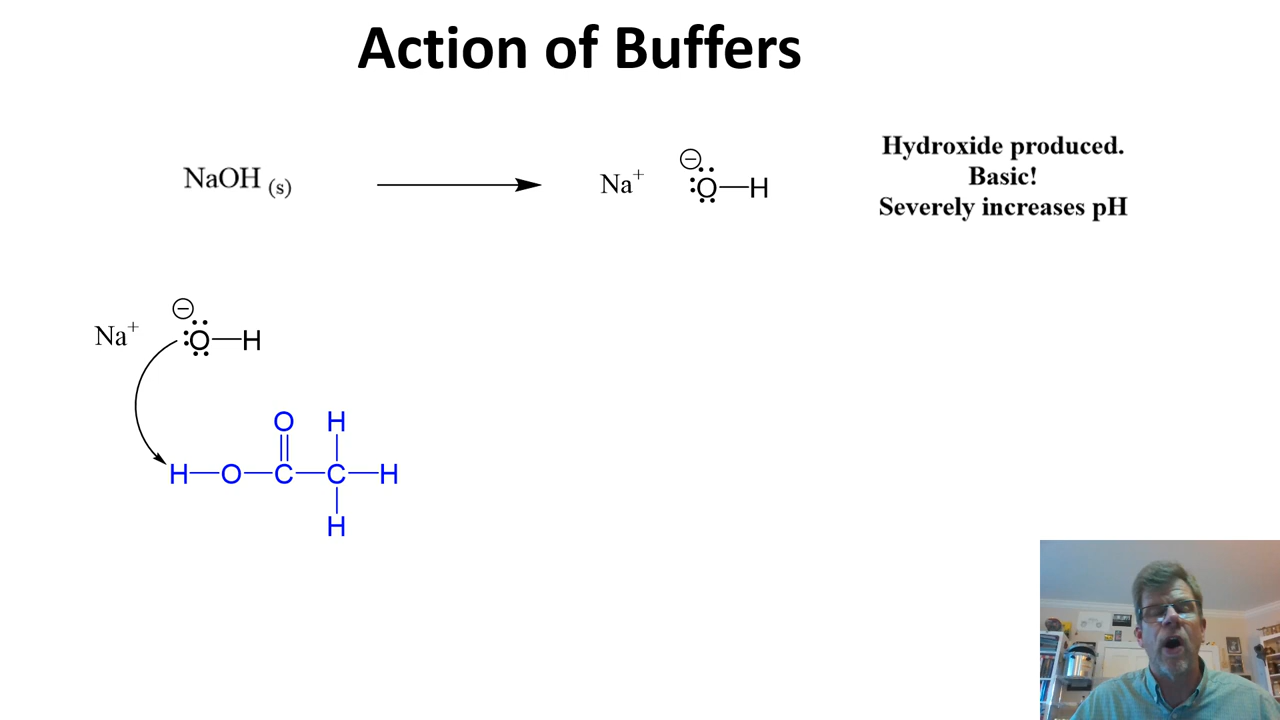 Action of Buffers
NaOH (s)
Na+
⊖
:O—H
Hydroxide produced.
Basic!
Severely increases pH
Na+
⊖
:O—H
O H
H—O—C—C—H
H